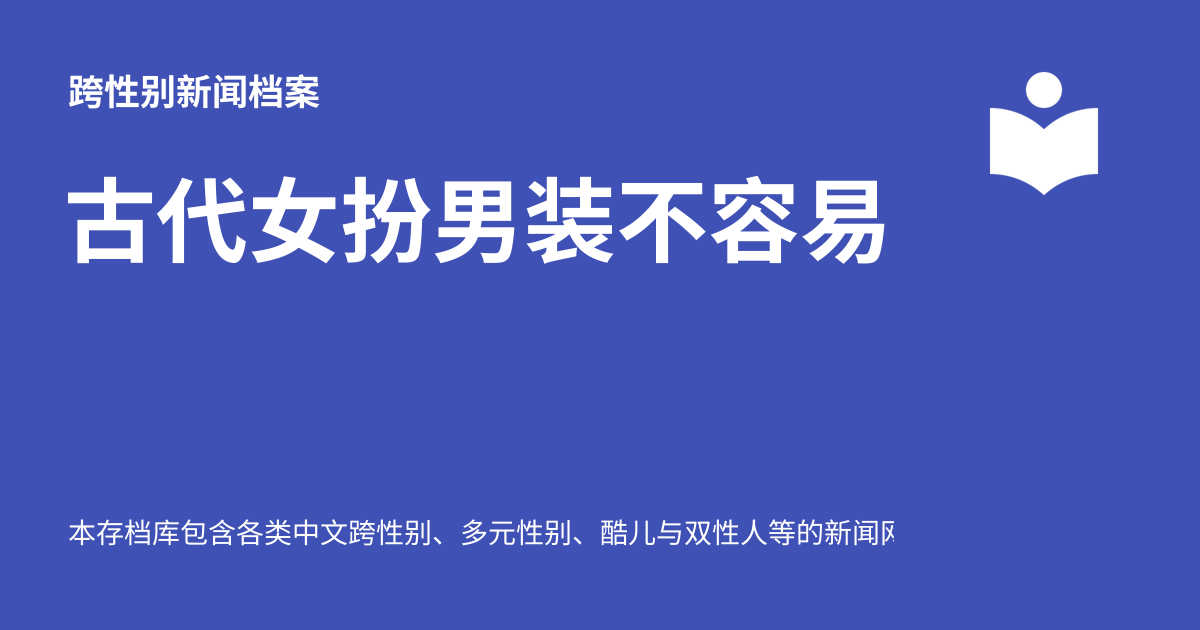 跨性别新闻档案
古代女扮男装不容易
本存档库包含各类中文跨性别、多元性别、酷儿与双性人等的新闻